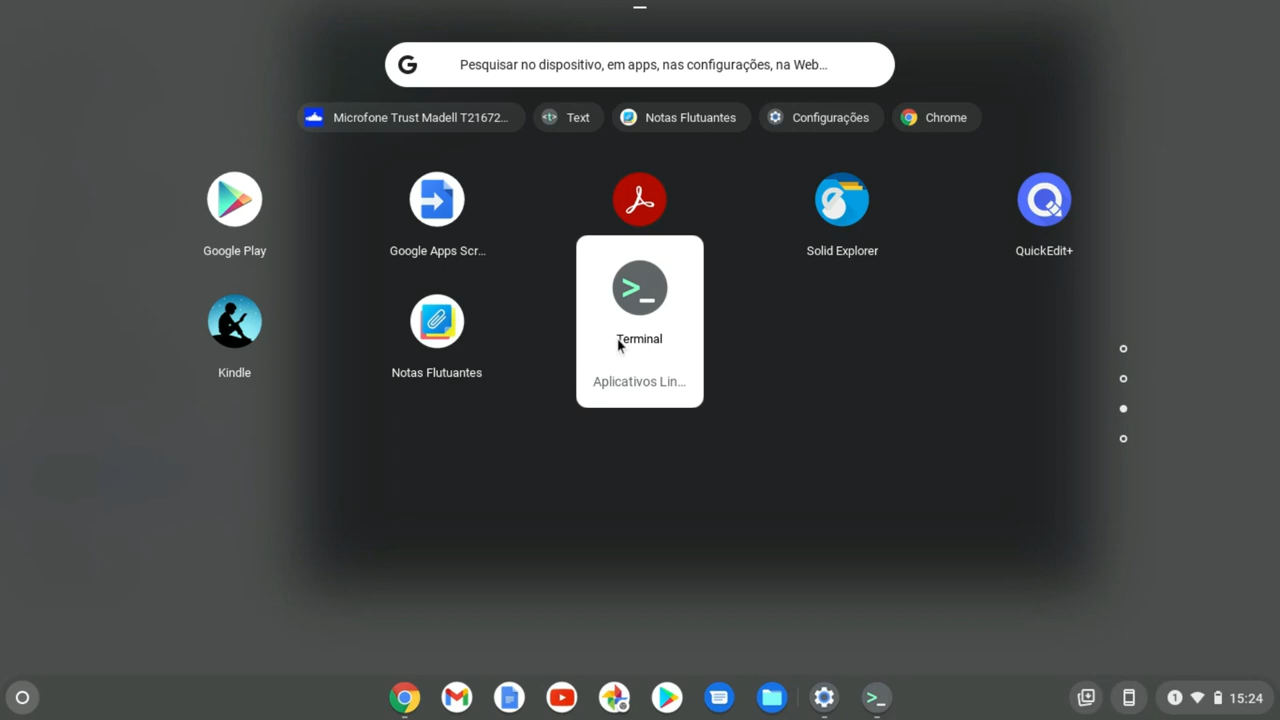 Pesquisar no dispositivo, em apps, nas configurações, na Web...
Microfone Trust Madell T21672... Text Notas Flutuantes Configurações Chrome
Google Play Google Apps Scr... Solid Explorer QuickEdit+
Terminal
Kindle Notas Flutuantes
Aplicativos Lin...
1 15:24